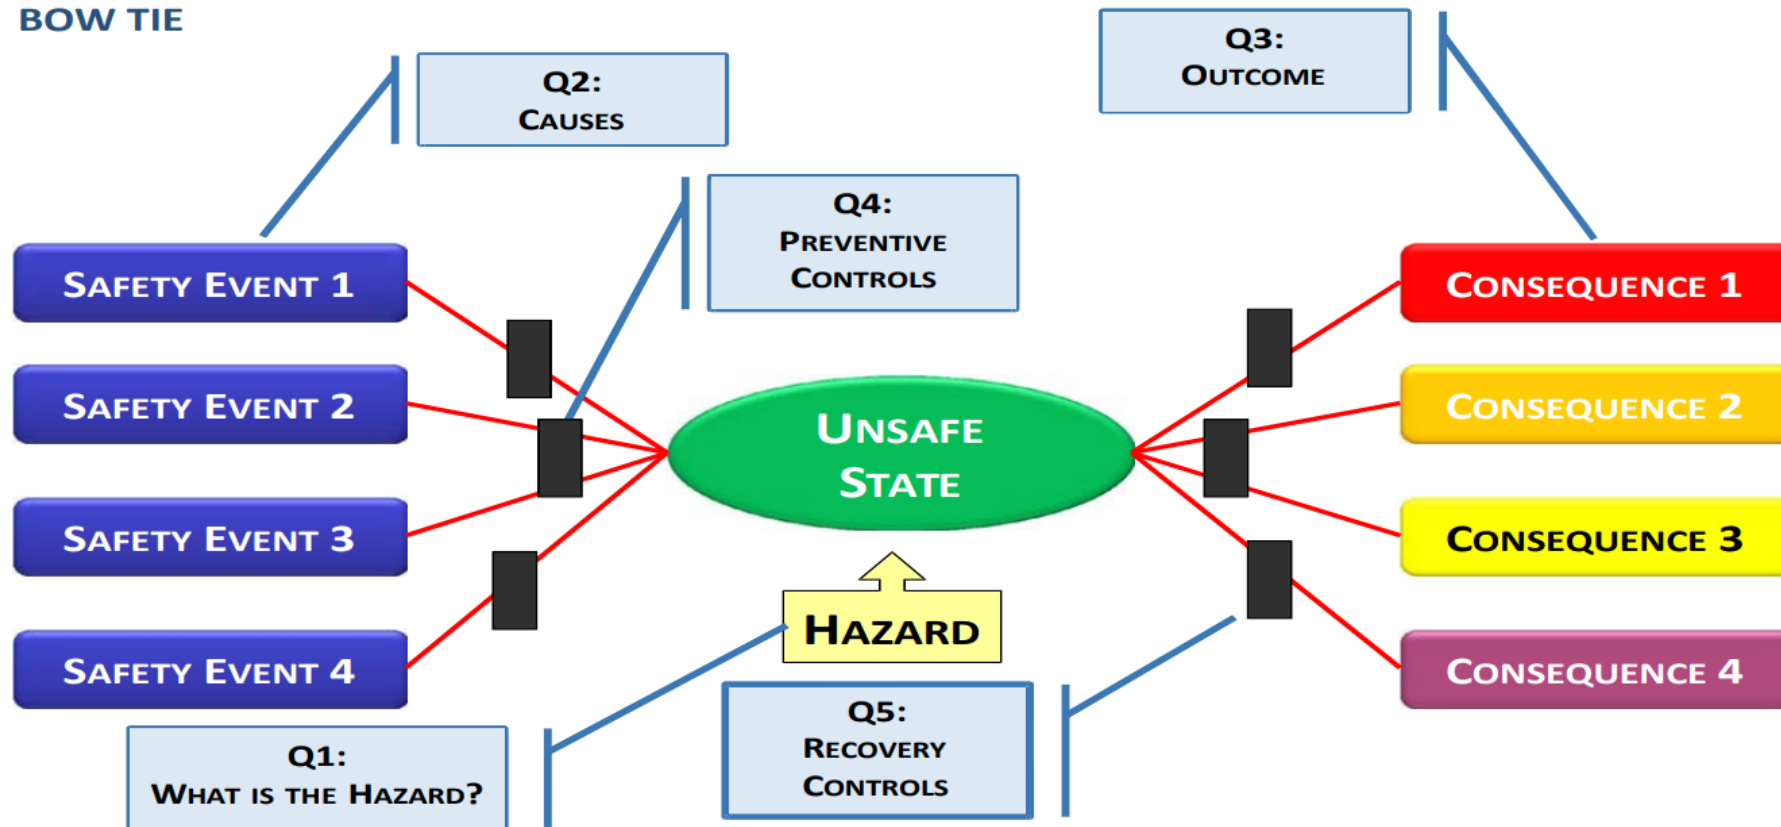 BOW TIE
Q2:
CAUSES
Q3:
OUTCOME
Q4:
PREVENTIVE
CONTROLS
SAFETY EVENT 1
SAFETY EVENT 2
SAFETY EVENT 3
SAFETY EVENT 4
UNSAFE
STATE
HAZARD
CONSEQUENCE 1
CONSEQUENCE 2
CONSEQUENCE 3
CONSEQUENCE 4
Q1:
WHAT IS THE HAZARD?
Q5:
RECOVERY
CONTROLS